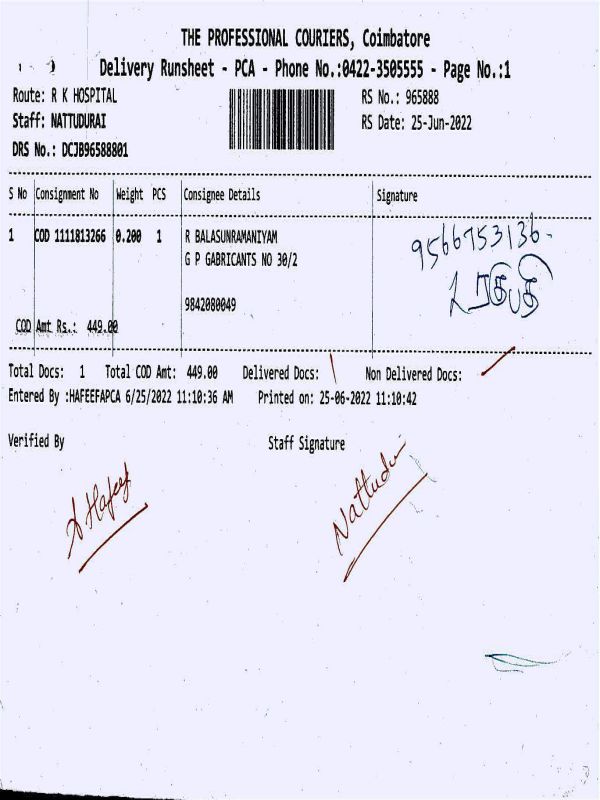 THE PROFESSIONAL COURIERS, Coimbatore
Delivery Runsheet - PCA - Phone No.:0422-3505555 - Page No.:1
Route: R K HOSPITAL RS No.: 965888
Staff: NATTUDURAI RS Date: 25-Jun-2022
DRS No.: DCJB96588801
S No Consignment No Weight PCS Consignee Details Signature
1 COD 1111813266 0.200 1 R BALASUNRAMANIYAM 9566753136-
G P GABRICANTS NO 30/2
9842080049
COD Amt Rs.: 449.00
Total Docs: 1 Total COD Amt: 449.00 Delivered Docs: 1 Non Delivered Docs:
Entered By :HAFEEFAPCA 6/25/2022 11:10:36 AM Printed on: 25-06-2022 11:10:42
Verified By Staff Signature
Nattudu